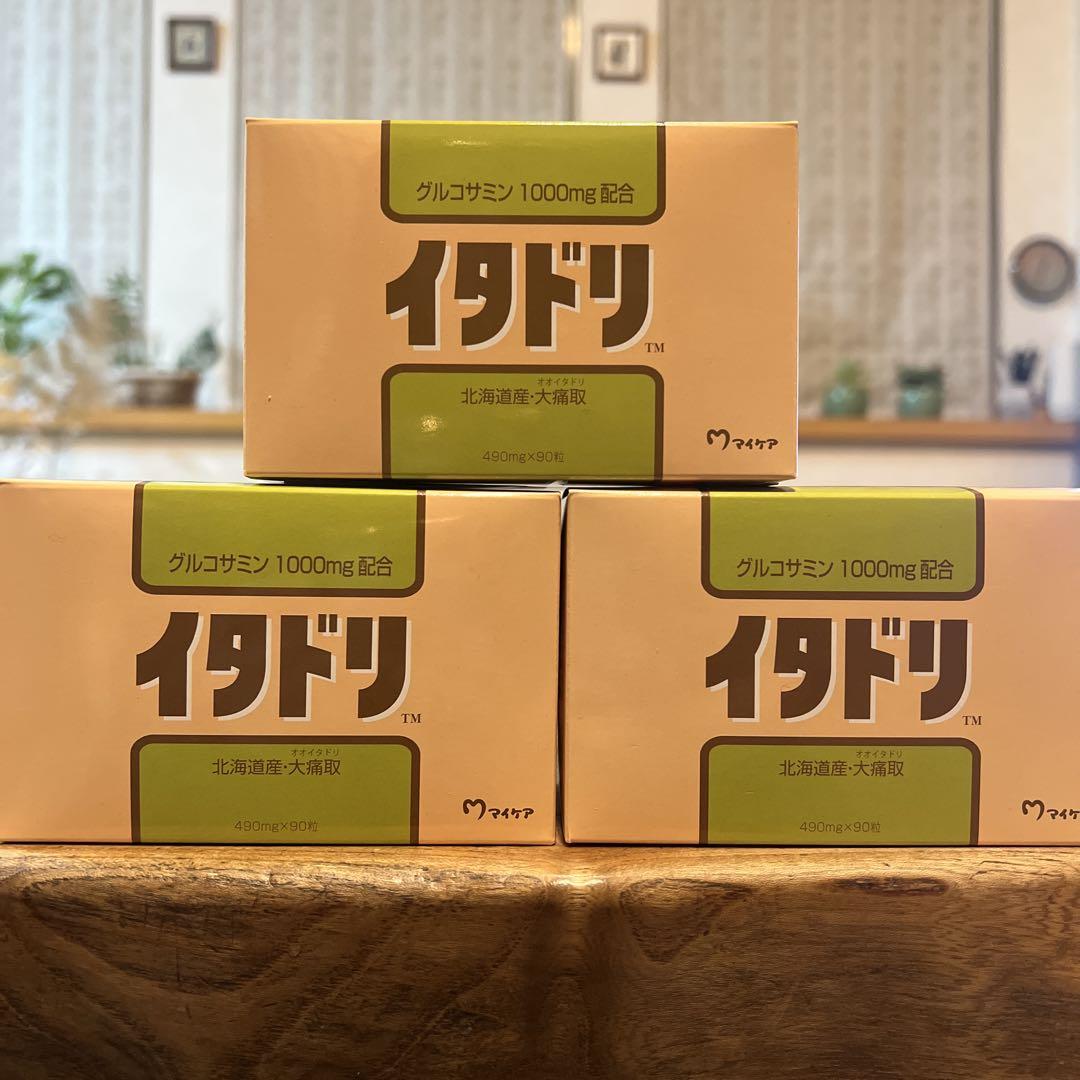 グルコサミン 1000mg 配合
イタドリ TM
オオイタドリ
北海道産・大痛取
490mg×90粒
マイケア
グルコサミン 1000mg 配合
イタドリ TM
オオイタドリ
北海道産・大痛取
490mg×90粒
マイケア
グルコサミン 1000mg 配合
イタドリ TM
オオイタドリ
北海道産・大痛取
490mg×90粒
マイケ